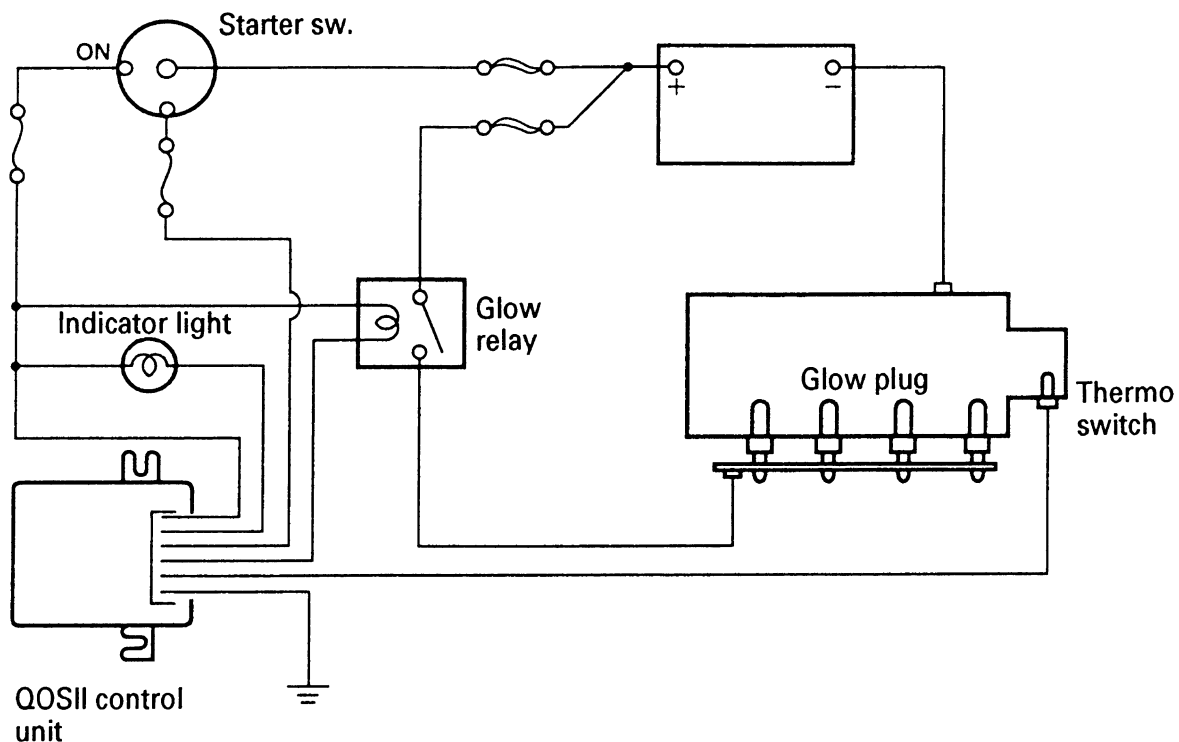 Starter sw.
ON
+
−
Indicator light
Glow
relay
Glow plug
Thermo
switch
QOSII control
unit